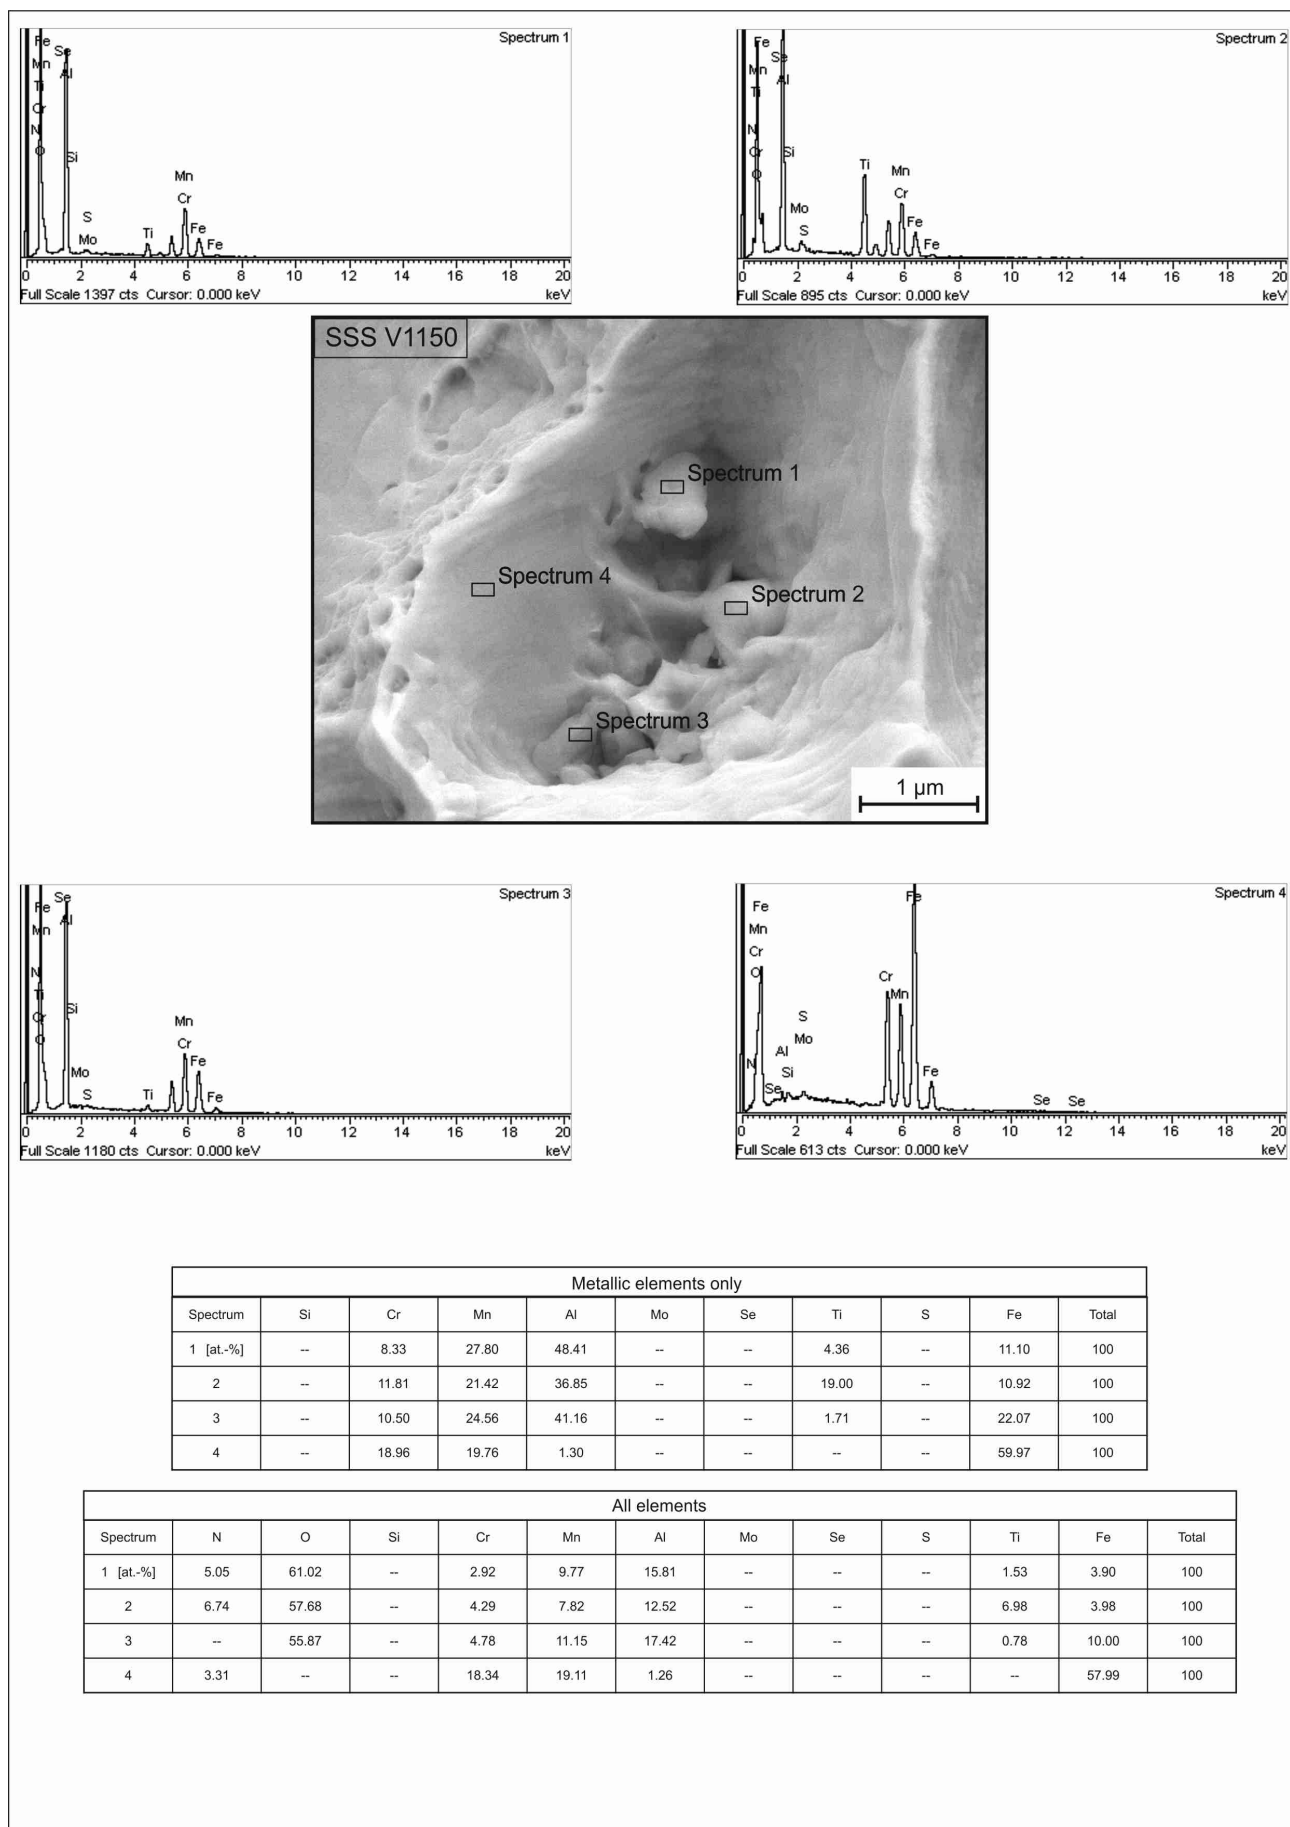 Spectrum 1
Fe
Se
Mn
Al
Ti
Cr
N
Si
O
Mn
S
Cr
Mo
Ti
Fe
Fe
0 2 4 6 8 10 12 14 16 18 20
Full Scale 1397 cts Cursor: 0.000 keV keV
Spectrum 2
Fe
Se
Mn
Al
Ti
N
Cr
Si
O
Ti
Mn
Cr
Mo
Fe
S
Fe
0 2 4 6 8 10 12 14 16 18 20
Full Scale 895 cts Cursor: 0.000 keV keV
SSS V1150
Spectrum 1
Spectrum 4
Spectrum 2
Spectrum 3
1 µm
Spectrum 3
Se
Fe
Al
Mn
N
Ti
Si
Cr
O
Mn
Cr
Mo
Fe
S
Ti
Fe
0 2 4 6 8 10 12 14 16 18 20
Full Scale 1180 cts Cursor: 0.000 keV keV
Spectrum 4
Fe
Fe
Mn
Cr
O
Cr
Mn
S
Mo
Al
N
Si
Fe
Se
Se
Se
2 4 6 8 10 12 14 16 18 20
Full Scale 613 cts Cursor: 0.000 keV keV
Metallic elements only
Spectrum Si Cr Mn Al Mo Se Ti S Fe Total
1 [at.-%] -- 8.33 27.80 48.41 -- -- 4.36 -- 11.10 100
2 -- 11.81 21.42 36.85 -- -- 19.00 -- 10.92 100
3 -- 10.50 24.56 41.16 -- -- 1.71 -- 22.07 100
4 -- 18.96 19.76 1.30 -- -- -- -- 59.97 100
All elements
Spectrum N O Si Cr Mn Al Mo Se S Ti Fe Total
1 [at.-%] 5.05 61.02 -- 2.92 9.77 15.81 -- -- -- 1.53 3.90 100
2 6.74 57.68 -- 4.29 7.82 12.52 -- -- -- 6.98 3.98 100
3 -- 55.87 -- 4.78 11.15 17.42 -- -- -- 0.78 10.00 100
4 3.31 -- -- 18.34 19.11 1.26 -- -- -- -- 57.99 100